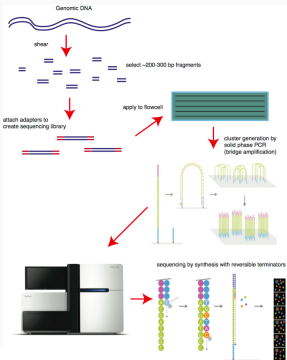 Genomic DNA
shear
select ~200-300 bp fragments
attach adapters to
create sequencing library
apply to flowcell
cluster generation by
solid phase PCR
(bridge amplification)
sequencing by synthesis with reversible terminators